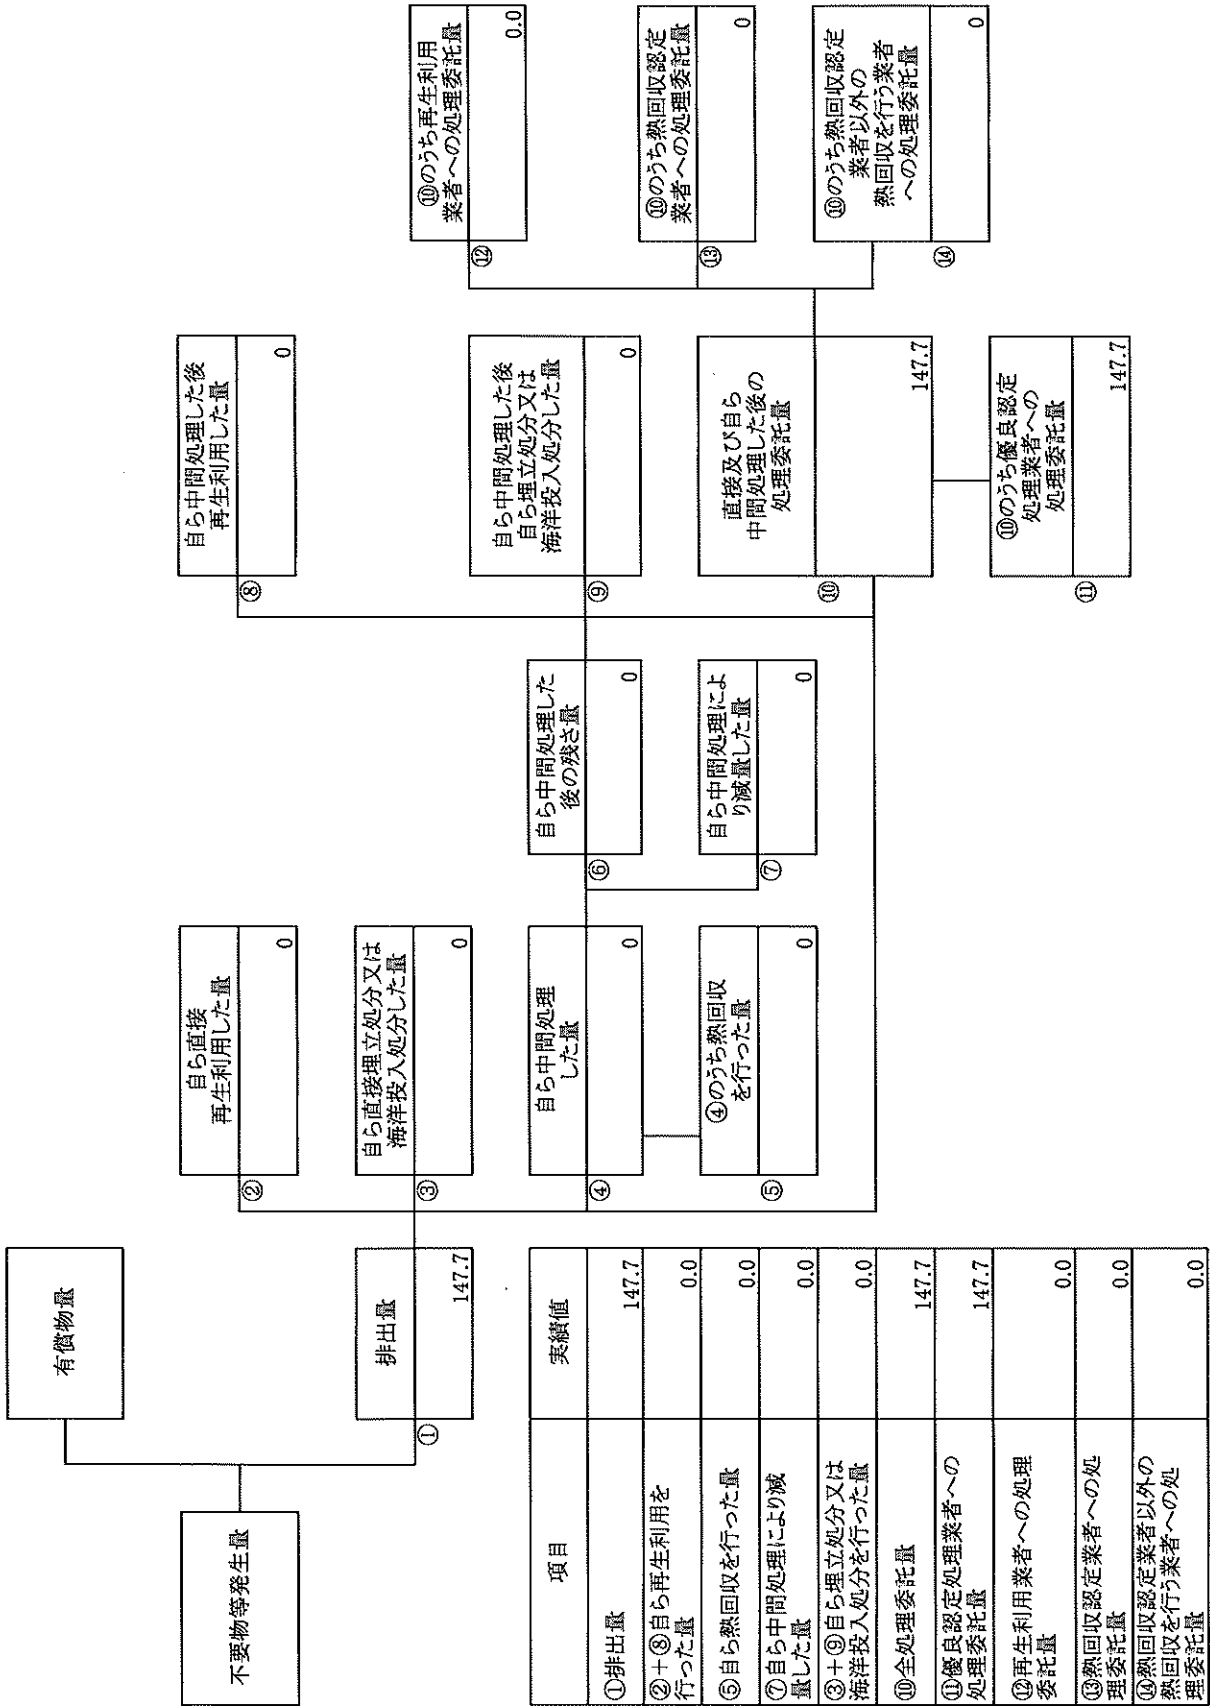 不要物等発生量
有償物量
①
排出量
147.7
②
自ら直接
再生利用した量
0
③
自ら直接埋立処分又は
海洋投入処分した量
0
④
自ら中間処理
した量
0
⑤
④のうち熱回収
を行った量
0
⑥
自ら中間処理した
後の残さ量
0
⑦
自ら中間処理によ
り減量した量
0
⑧
自ら中間処理した後
再生利用した量
0
⑨
自ら中間処理した後
自ら埋立処分又は
海洋投入処分した量
0
⑩
直接及び自ら
中間処理した後の
処理委託量
147.7
⑪
⑩のうち優良認定
処理業者への
処理委託量
147.7
⑫
⑩のうち再生利用
業者への処理委託量
0.0
⑬
⑩のうち熱回収認定
業者への処理委託量
0
⑭
⑩のうち熱回収認定
業者以外の
熱回収を行う業者
への処理委託量
0
項目 実績値
①排出量 147.7
②+⑧自ら再生利用を
行った量 0.0
⑤自ら熱回収を行った量 0.0
⑦自ら中間処理により減
量した量 0.0
③+⑨自ら埋立処分又は
海洋投入処分を行った量 0.0
⑩全処理委託量 147.7
⑪優良認定処理業者への
処理委託量 147.7
⑫再生利用業者への処理
委託量 0.0
⑬熱回収認定業者への処
理委託量 0.0
⑭熱回収認定業者以外の
熱回収を行う業者への処
理委託量 0.0